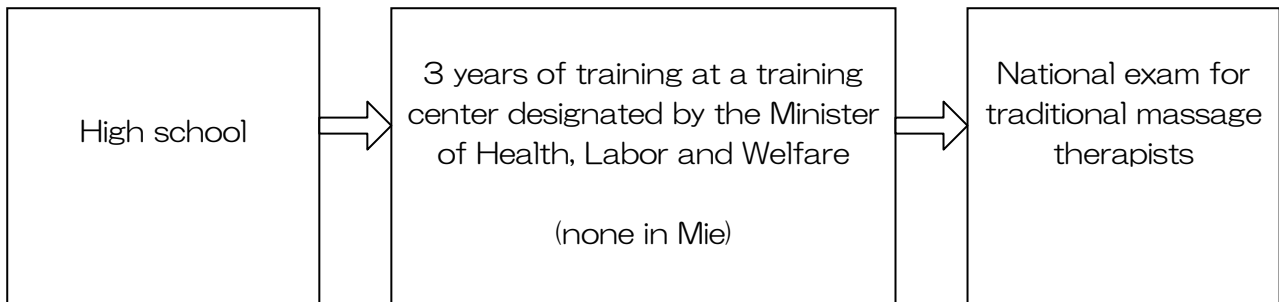 High school
3 years of training at a training
center designated by the Minister
of Health, Labor and Welfare
(none in Mie)
National exam for
traditional massage
therapists